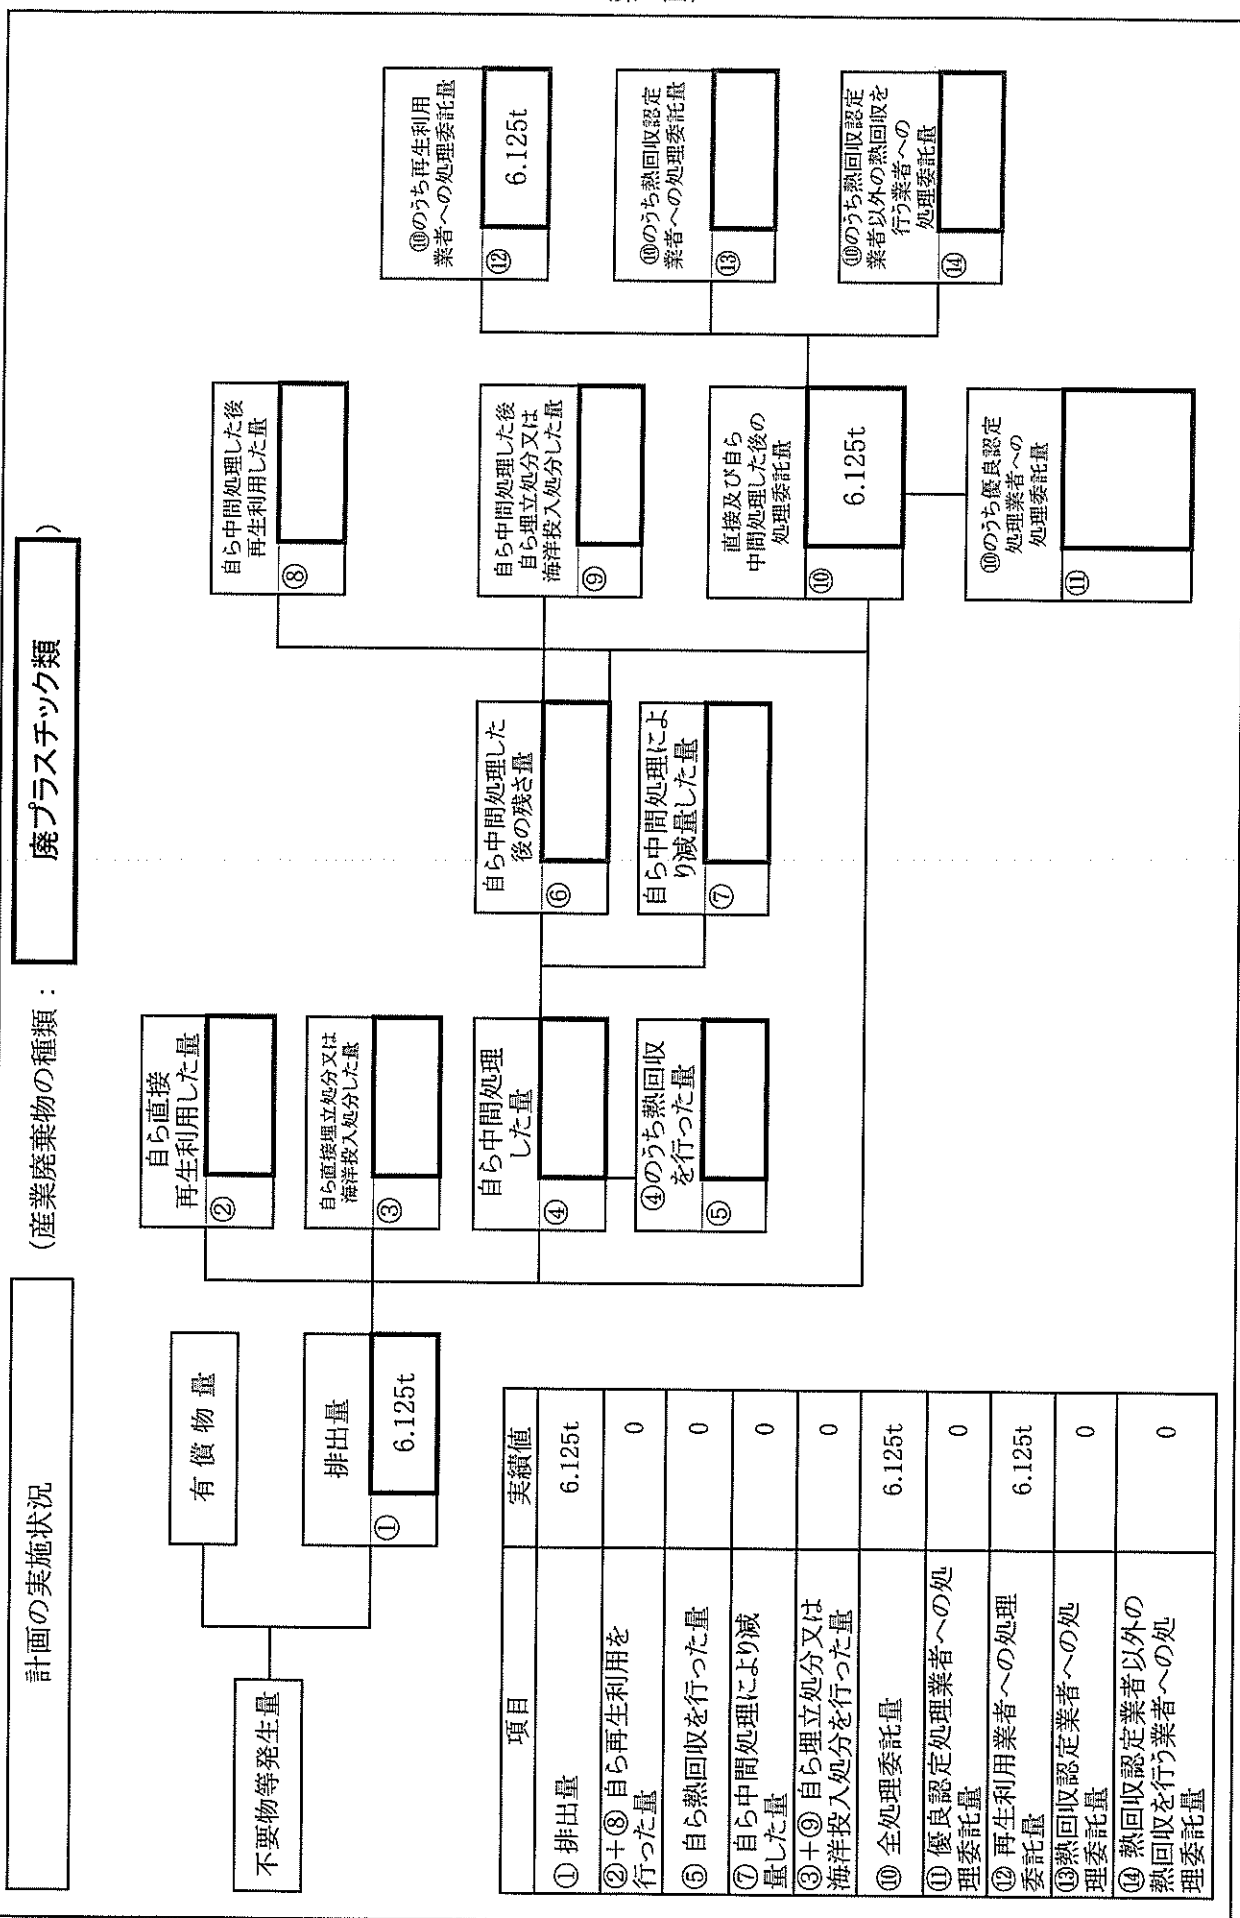 計画の実施状況
(産業廃棄物の種類：
廃プラスチック類
)
不要物等発生量
有償物量
排出量
①
6.125t
自ら直接
再生利用した量
②
自ら直接埋立処分又は
海洋投入処分した量
③
自ら中間処理
した量
④
④のうち熱回収
を行った量
⑤
自ら中間処理した
後の残さ量
⑥
自ら中間処理によ
り減量した量
⑦
自ら中間処理した後
再生利用した量
⑧
自ら中間処理した後
自ら埋立処分又は
海洋投入処分した量
⑨
直接及び自ら
中間処理した後の
処理委託量
⑩
6.125t
⑩のうち優良認定
処理業者への
処理委託量
⑪
⑩のうち再生利用
業者への処理委託量
⑫
6.125t
⑩のうち熱回収認定
業者への処理委託量
⑬
⑩のうち熱回収認定
業者以外の熱回収を
行う業者への
処理委託量
⑭
項目
実績値
① 排出量
6.125t
②＋⑧ 自ら再生利用を
行った量
0
⑤ 自ら熱回収を行った量
0
⑦ 自ら中間処理により減
量した量
0
③＋⑨ 自ら埋立処分又は
海洋投入処分を行った量
0
⑩ 全処理委託量
6.125t
⑪ 優良認定処理業者への処
理委託量
0
⑫ 再生利用業者への処理
委託量
6.125t
⑬熱回収認定業者への処
理委託量
0
⑭ 熱回収認定業者以外の
熱回収を行う業者への処
理委託量
0